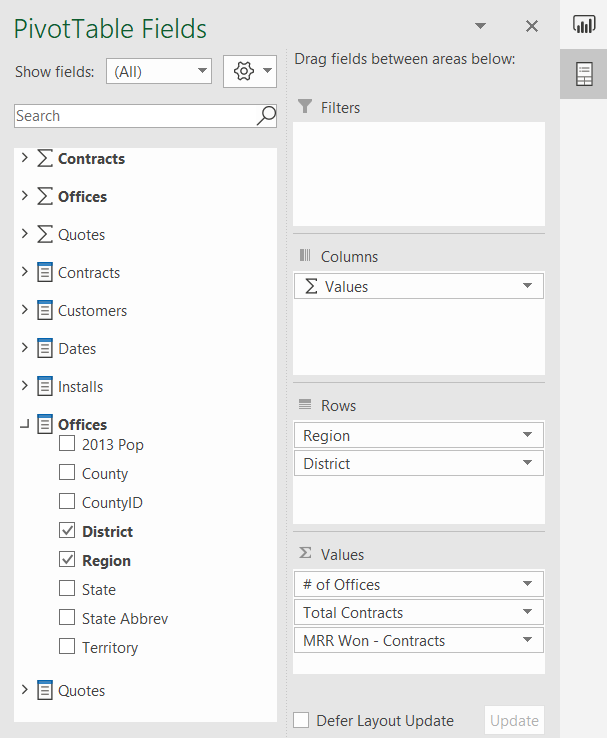 PivotTable Fields
Show fields:
(All)
Search
Contracts
Offices
Quotes
Contracts
Customers
Dates
Installs
Offices
2013 Pop
County
CountyID
District
Region
State
State Abbrev
Territory
Quotes
Drag fields between areas below:
Filters
Columns
Σ Values
Rows
Region
District
Σ Values
# of Offices
Total Contracts
MRR Won - Contracts
Defer Layout Update
Update